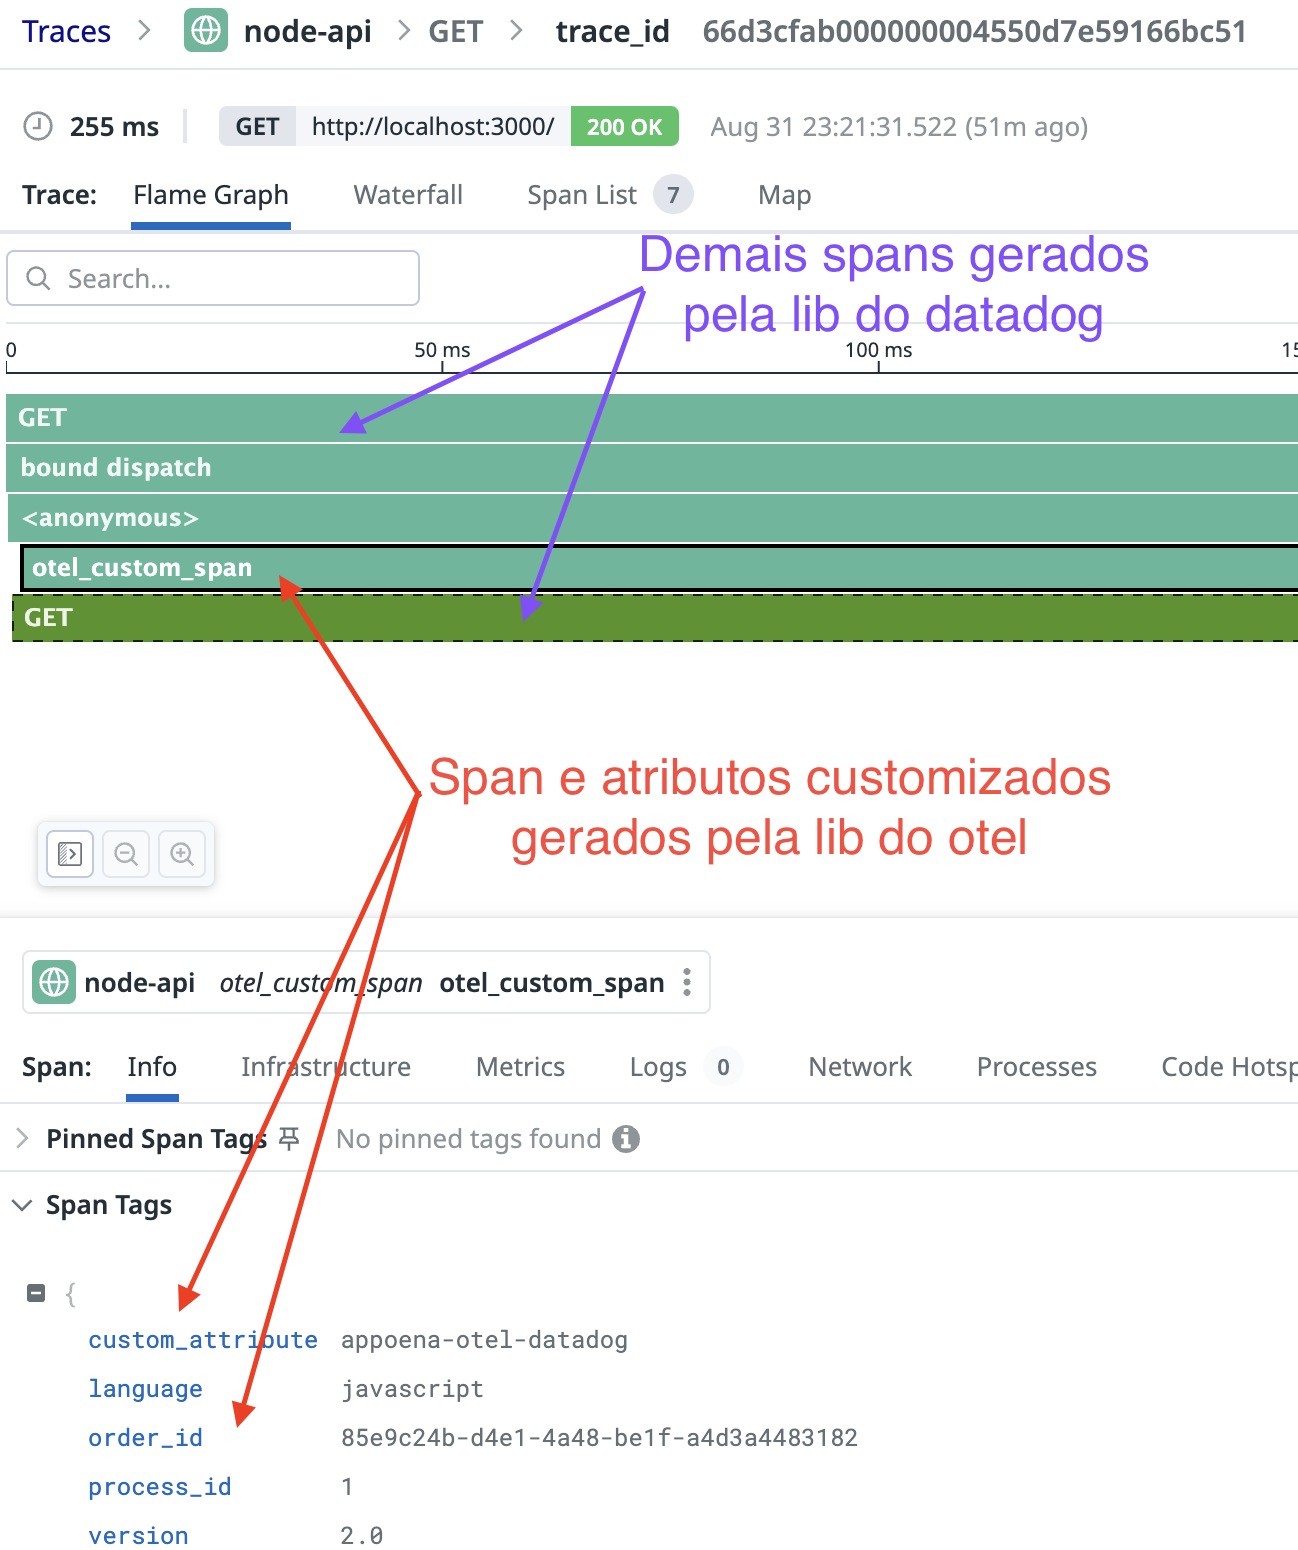 Traces > node-api > GET > trace_id 66d3cfab000000004550d7e59166bc51
255 ms GET http://localhost:3000/ 200 OK Aug 31 23:21:31.522 (51m ago)
Trace: Flame Graph Waterfall Span List 7 Map
Search...
Demais spans gerados
pela lib do datadog
0 50 ms 100 ms 15
GET
bound dispatch
<anonymous>
otel_custom_span
GET
Span e atributos customizados
gerados pela lib do otel
node-api otel_custom_span otel_custom_span
Span: Info Infrastructure Metrics Logs 0 Network Processes Code Hotsp
Pinned Span Tags No pinned tags found
Span Tags
{
custom_attribute appoena-otel-datadog
language javascript
order_id 85e9c24b-d4e1-4a48-be1f-a4d3a4483182
process_id 1
version 2.0